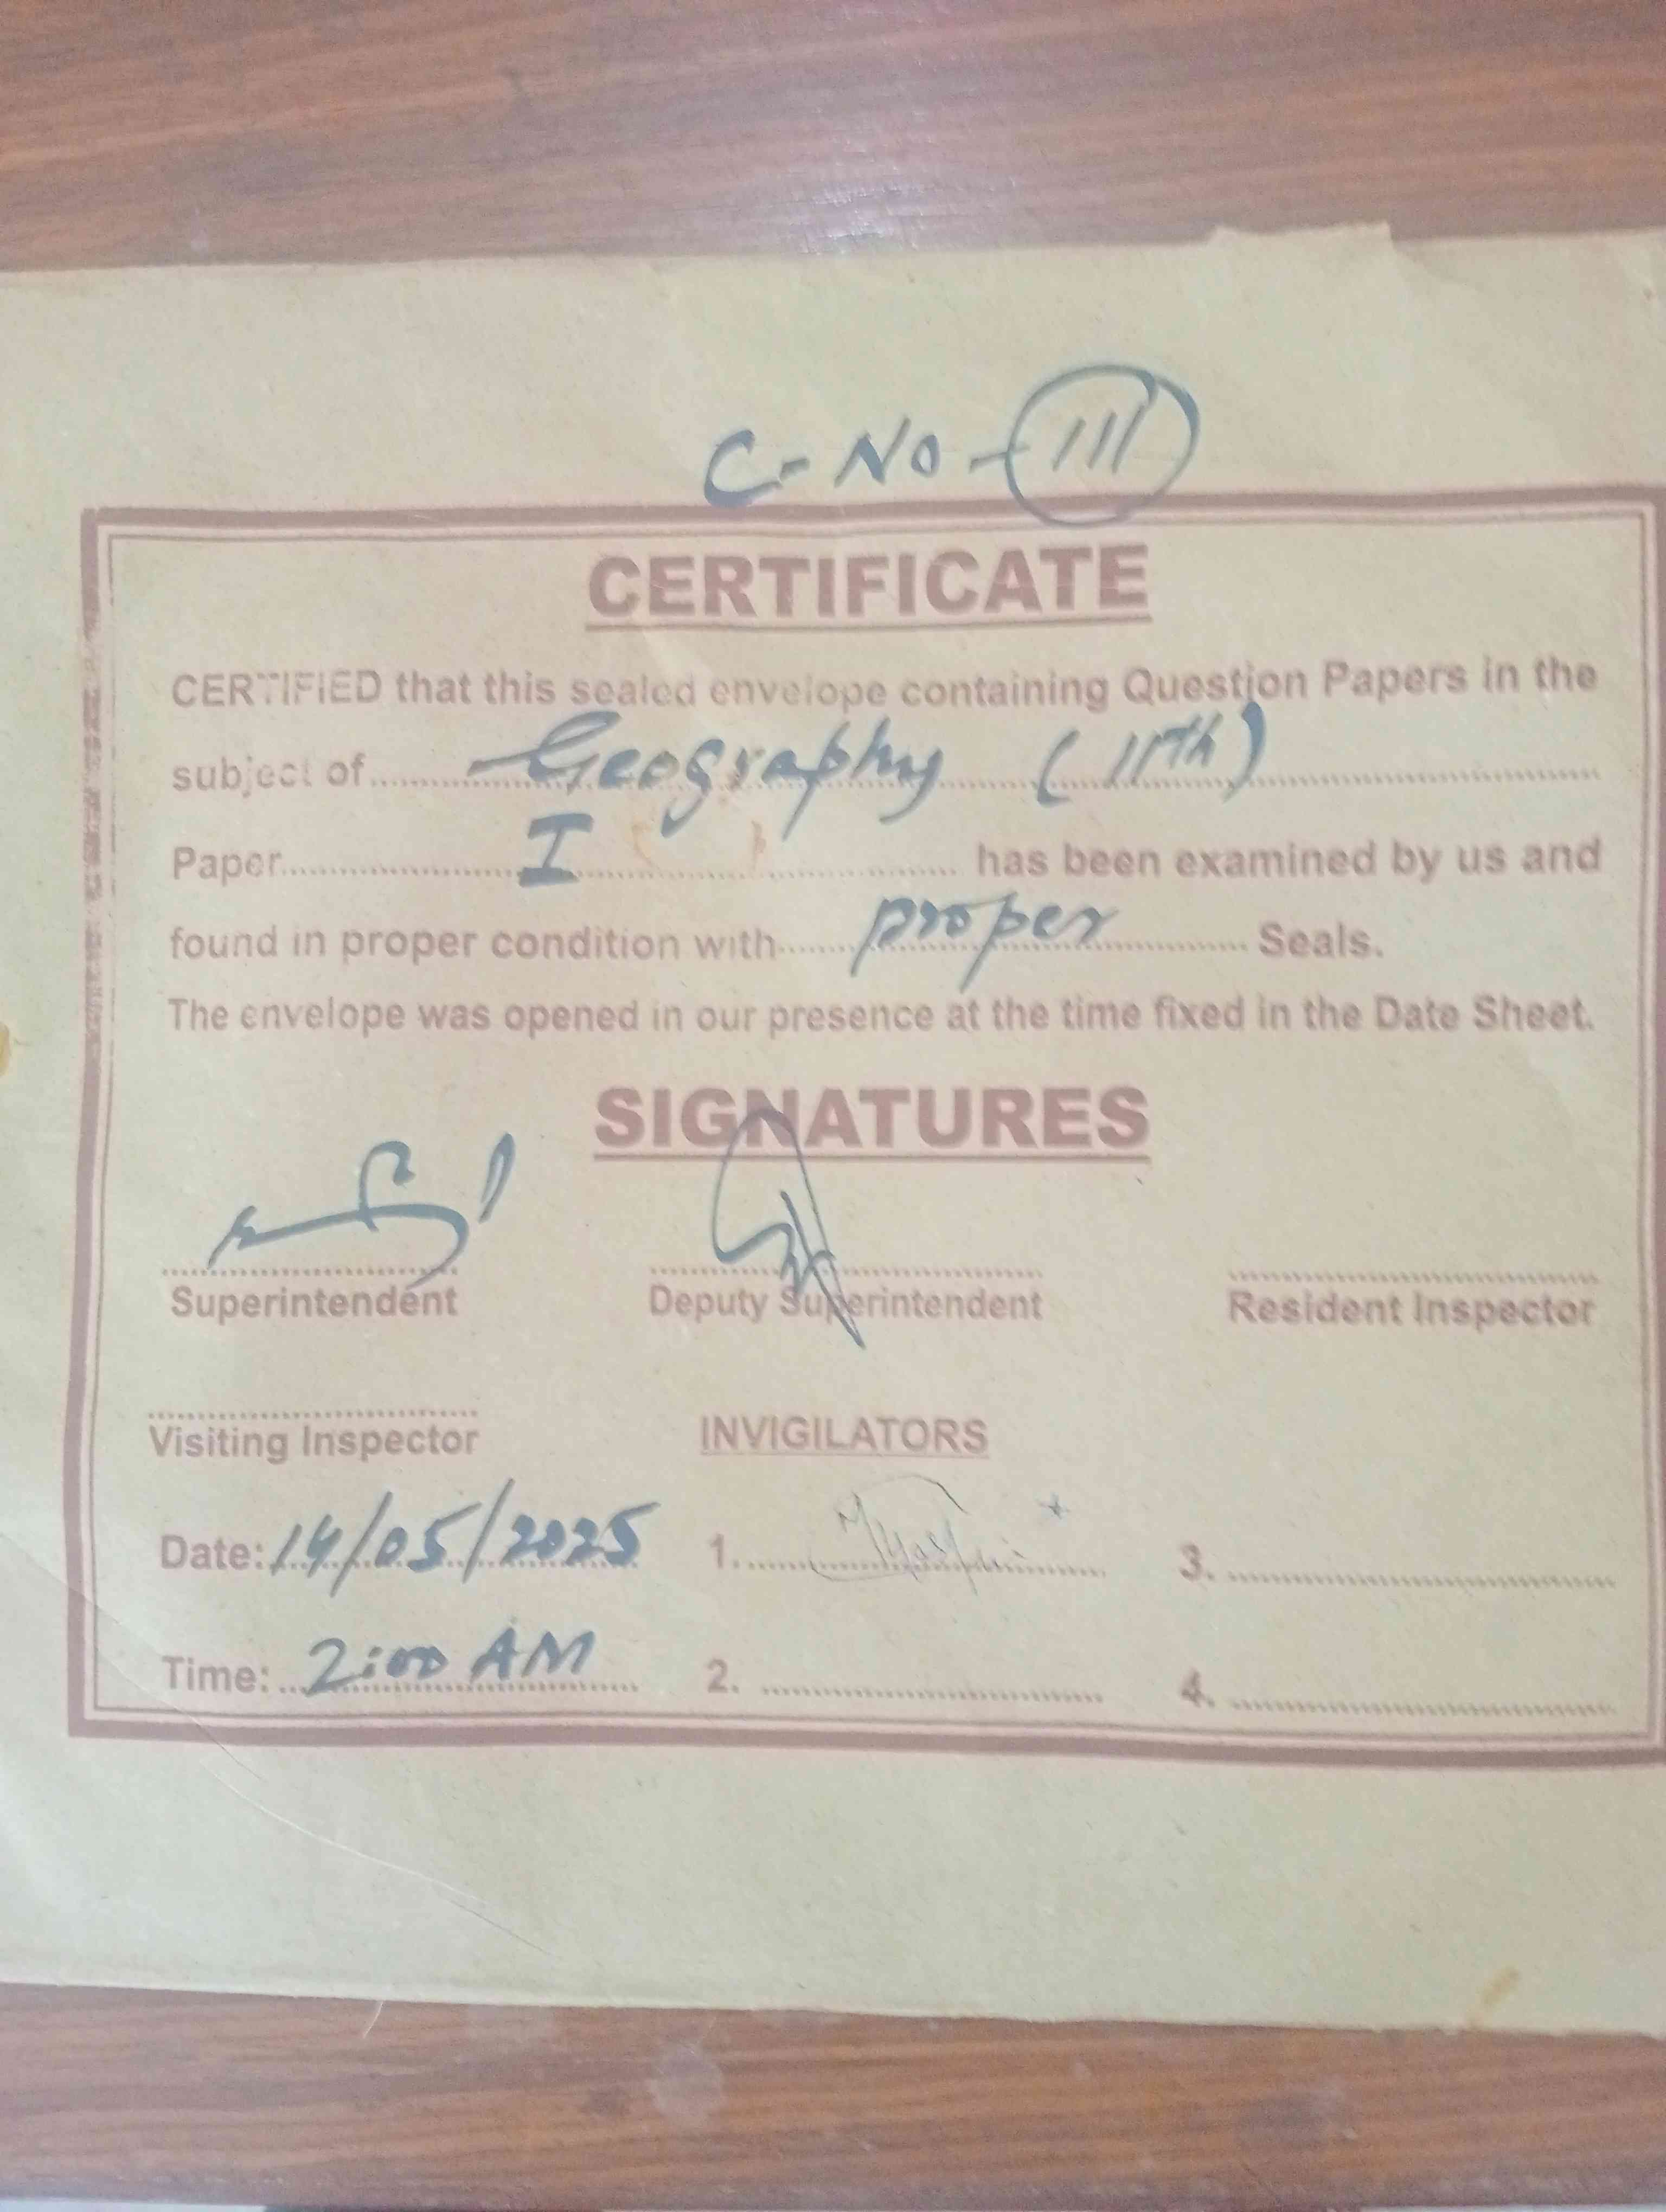 C- No - 111
CERTIFICATE
CERTIFIED that this sealed envelope containing Question Papers in the
subject of........Geography (11th)........
Paper........I........ has been examined by us and
found in proper condition with........proper........ Seals.
The envelope was opened in our presence at the time fixed in the Date Sheet.
SIGNATURES
Superintendent Deputy Superintendent Resident Inspector
Visiting Inspector INVIGILATORS
Date: 14/05/2025 1. 3.
Time: 2:00 AM 2. 4.